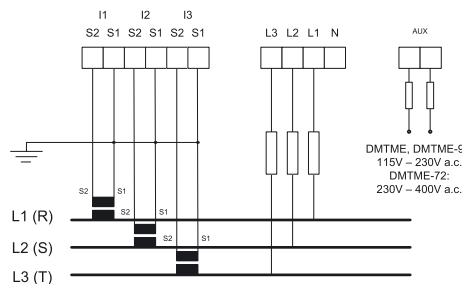 I1 I2 I3
S2 S1 S2 S1 S2 S1 L3 L2 L1 N AUX
DMTME, DMTME-9
115V – 230V a.c.
DMTME-72:
230V – 400V a.c.
S2 S1
L1 (R) S2 S1
L2 (S) S2 S1
L3 (T)